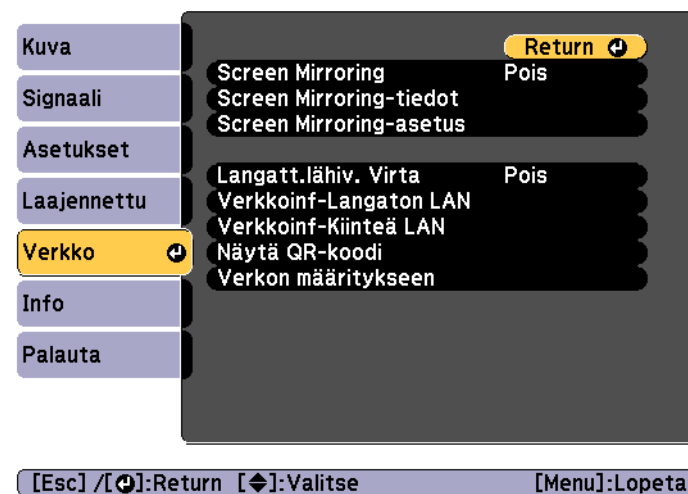 Kuva
Signaali
Asetukset
Laajennettu
Verkko
Info
Palauta
Return
Screen Mirroring Pois
Screen Mirroring-tiedot
Screen Mirroring-asetus
Langatt.lähiv. Virta Pois
Verkkoinf-Langaton LAN
Verkkoinf-Kiinteä LAN
Näytä QR-koodi
Verkon määritykseen
[Esc] /[⏎]:Return [◆]:Valitse [Menu]:Lopeta